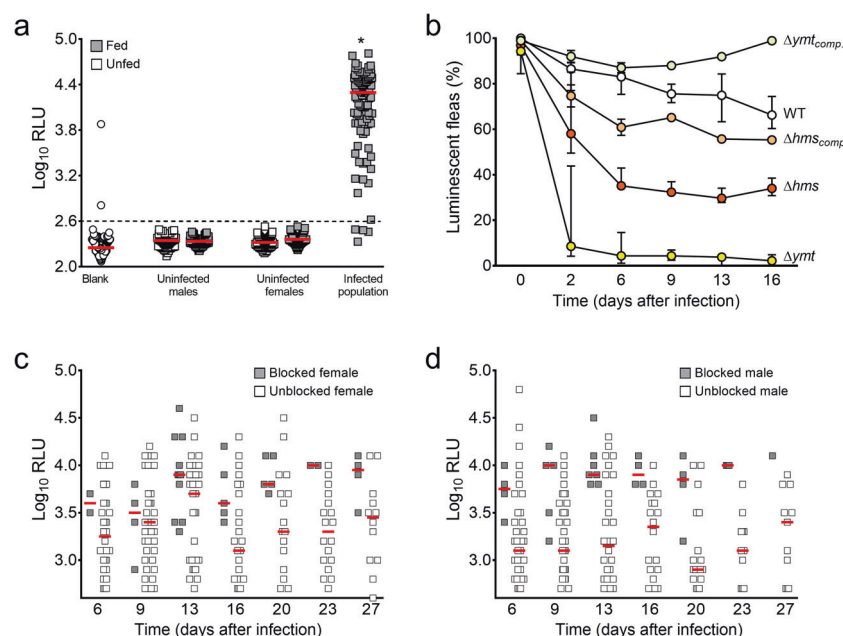 a
Fed
Unfed
*
Log10 RLU
5.0
4.4
3.8
3.2
2.6
2.0
Blank
Uninfected
males
Uninfected
females
Infected
population
b
Luminescent fleas (%)
100
80
60
40
20
0
Δymtcomp.
WT
Δhmscomp.
Δhms
Δymt
0 2 6 9 13 16
Time (days after infection)
c
Blocked female
Unblocked female
Log10 RLU
5.0
4.5
4.0
3.5
3.0
6 9 13 16 20 23 27
Time (days after infection)
d
Blocked male
Unblocked male
Log10 RLU
5.0
4.5
4.0
3.5
3.0
6 9 13 16 20 23 27
Time (days after infection)